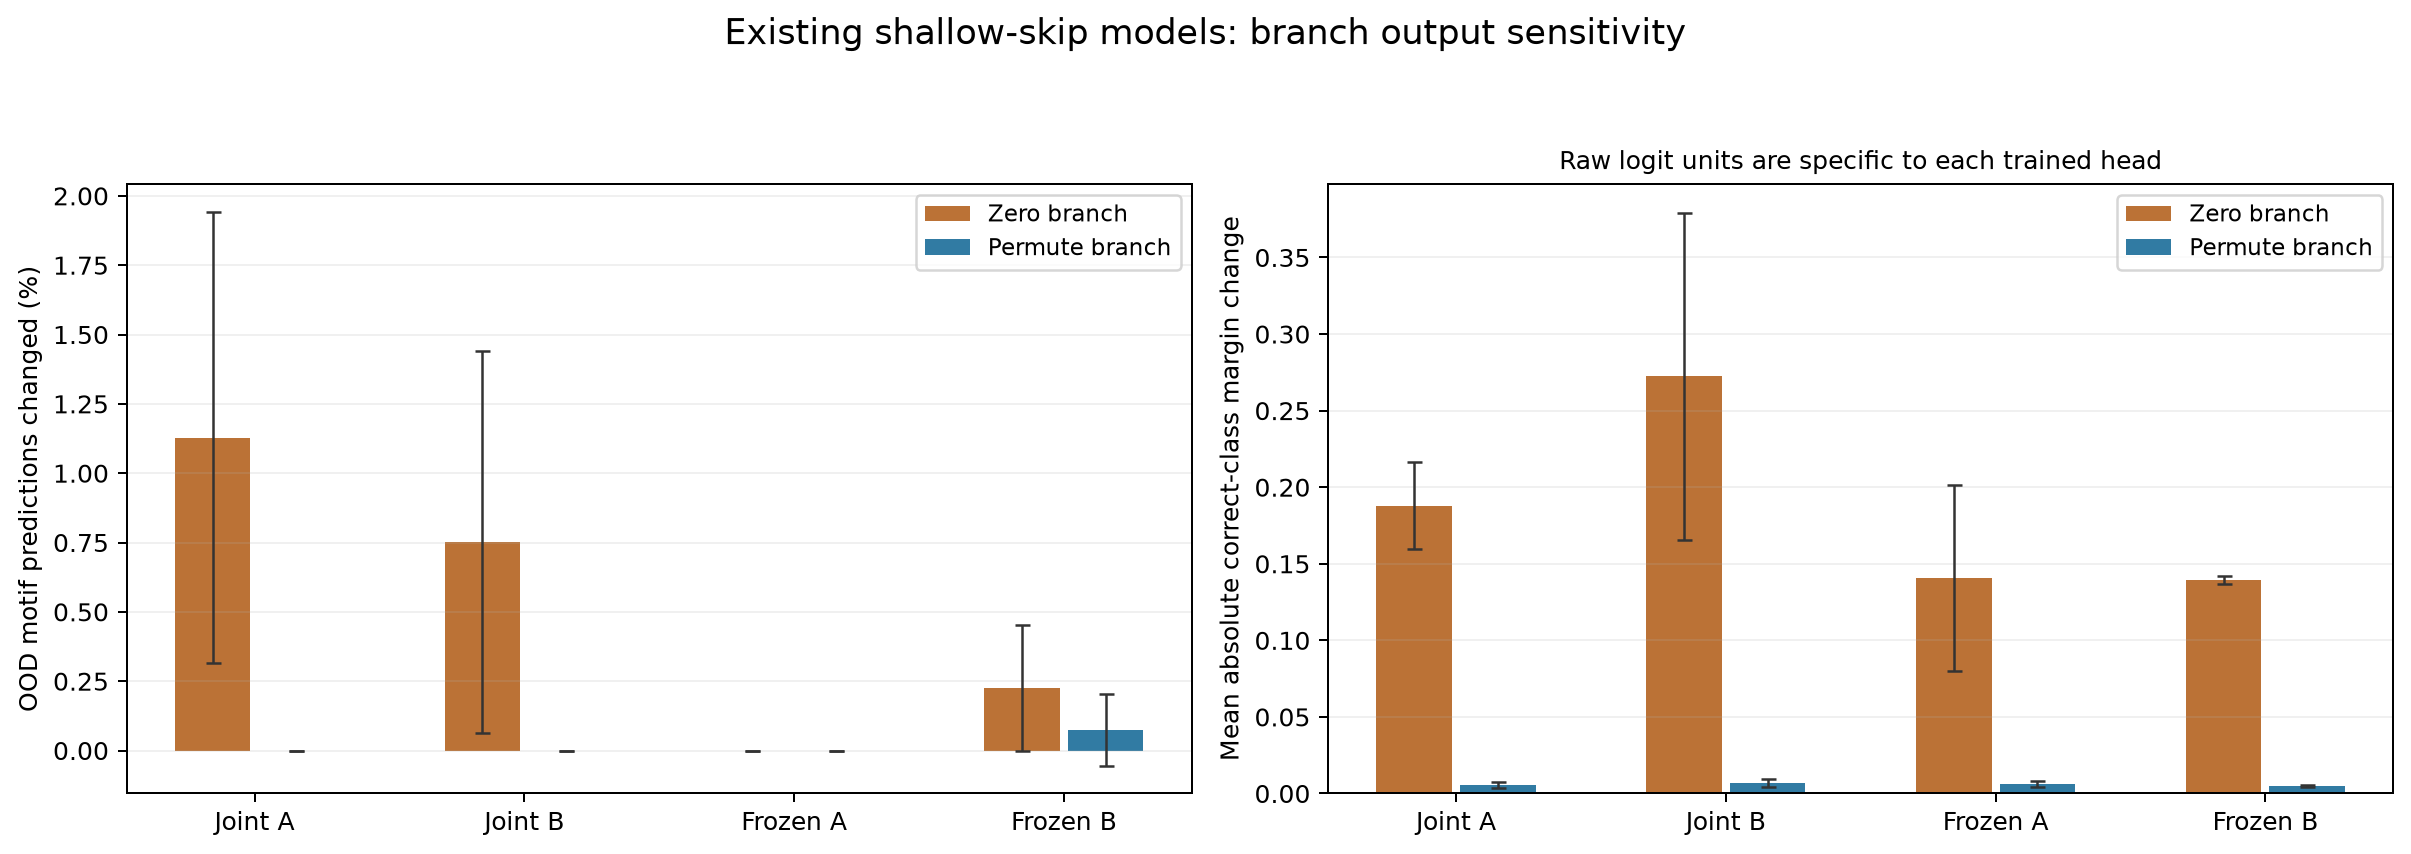 Existing shallow-skip models: branch output sensitivity
OOD motif predictions changed (%)
2.00
1.75
1.50
1.25
1.00
0.75
0.50
0.25
0.00
Zero branch
Permute branch
Joint A
Joint B
Frozen A
Frozen B
Raw logit units are specific to each trained head
Mean absolute correct-class margin change
0.35
0.30
0.25
0.20
0.15
0.10
0.05
0.00
Zero branch
Permute branch
Joint A
Joint B
Frozen A
Frozen B